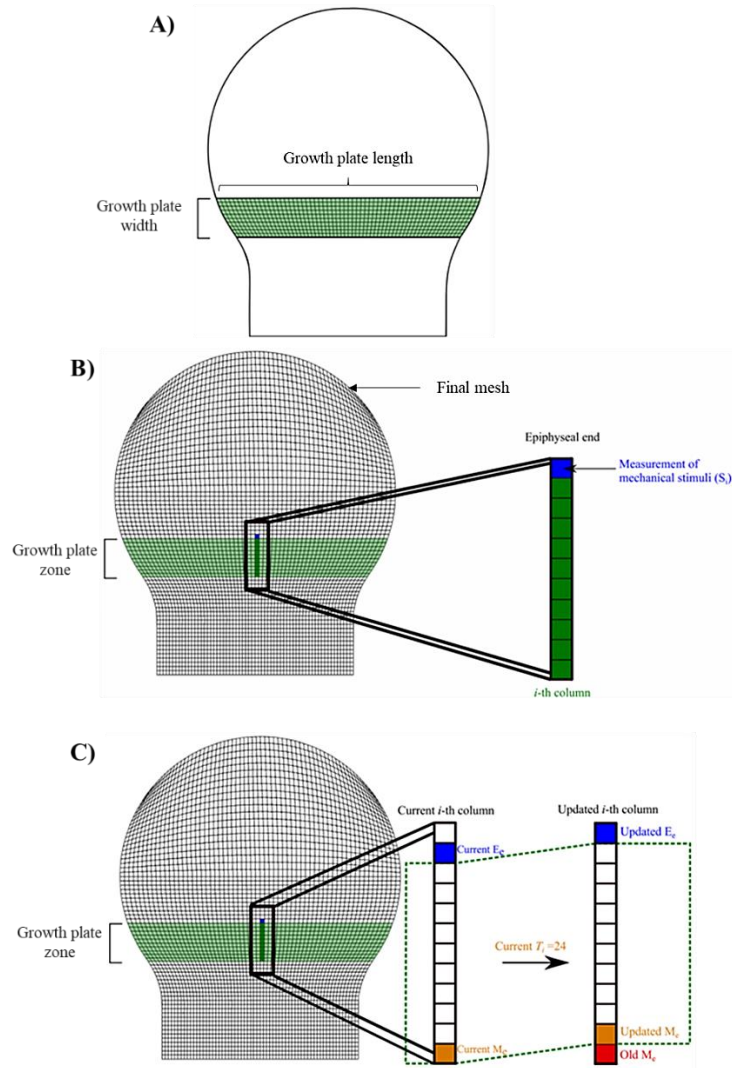 A)
Growth plate length
Growth plate
width
B)
Final mesh
Epiphyseal end
Measurement of
mechanical stimuli (Sᵢ)
Growth plate
zone
i-th column
C)
Current i-th column
Updated i-th column
Updated Eₑ
Current Eₑ
Growth plate
zone
Current Tᵢ =24
Updated Mₑ
Current Mₑ
Old Mₑ